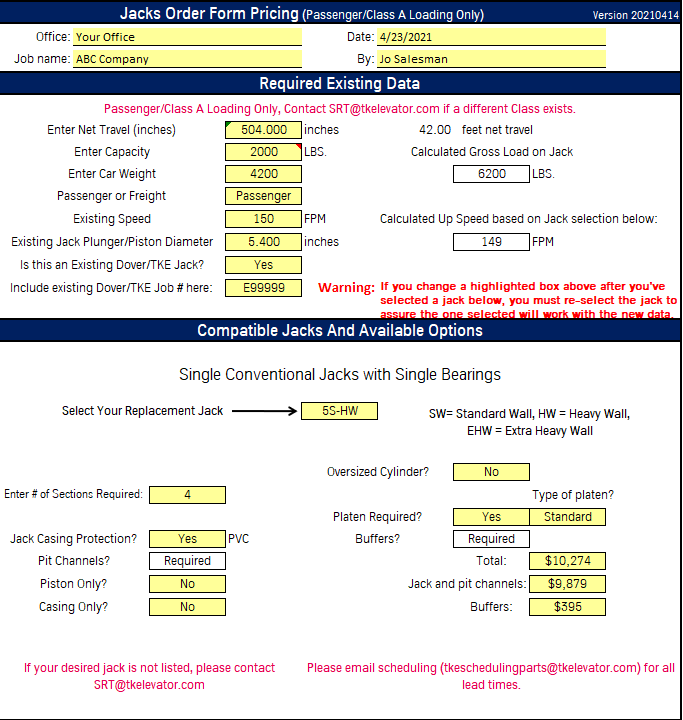 Jacks Order Form Pricing (Passenger/Class A Loading Only) Version 20210414
Office: Your Office Date: 4/23/2021
Job name: ABC Company By: Jo Salesman
Required Existing Data
Passenger/Class A Loading Only, Contact SRT@tkelevator.com if a different Class exists.
Enter Net Travel (inches) 504.000 inches 42.00 feet net travel
Enter Capacity 2000 LBS. Calculated Gross Load on Jack
Enter Car Weight 4200 6200 LBS.
Passenger or Freight Passenger
Existing Speed 150 FPM Calculated Up Speed based on Jack selection below:
Existing Jack Plunger/Piston Diameter 5.400 inches 149 FPM
Is this an Existing Dover/TKE Jack? Yes
Include existing Dover/TKE Job # here: E99999 Warning: If you change a highlighted box above after you've
selected a jack below, you must re-select the jack to
assure the one selected will work with the new data.
Compatible Jacks And Available Options
Single Conventional Jacks with Single Bearings
Select Your Replacement Jack 5S-HW SW= Standard Wall, HW = Heavy Wall,
EHW = Extra Heavy Wall
Oversized Cylinder? No
Enter # of Sections Required: 4 Type of platen?
Platen Required? Yes Standard
Jack Casing Protection? Yes PVC Buffers? Required
Pit Channels? Required Total: $10,274
Piston Only? No Jack and pit channels: $9,879
Casing Only? No Buffers: $395
If your desired jack is not listed, please contact Please email scheduling (tkeschedulingparts@tkelevator.com) for all
SRT@tkelevator.com lead times.